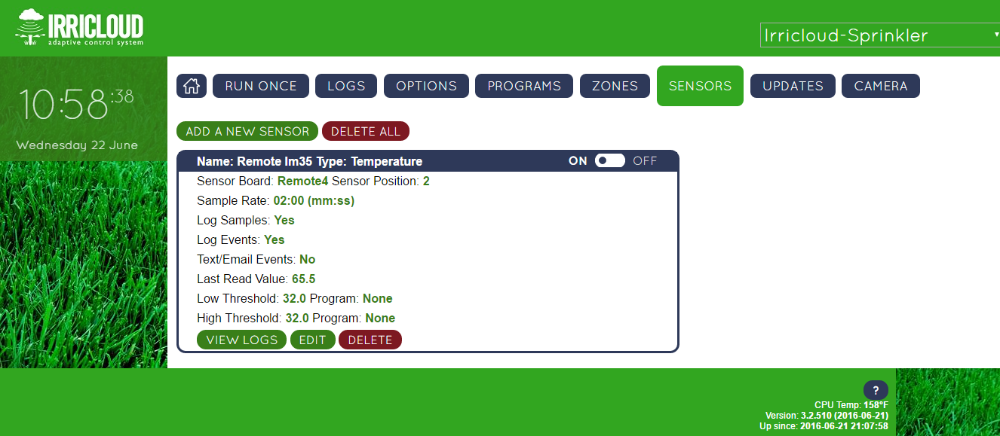 IRRICLOUD
adaptive control system
Irricloud-Sprinkler
10:58:38
Wednesday 22 June
RUN ONCE LOGS OPTIONS PROGRAMS ZONES SENSORS UPDATES CAMERA
ADD A NEW SENSOR DELETE ALL
Name: Remote lm35 Type: Temperature ON OFF
Sensor Board: Remote4 Sensor Position: 2
Sample Rate: 02:00 (mm:ss)
Log Samples: Yes
Log Events: Yes
Text/Email Events: No
Last Read Value: 65.5
Low Threshold: 32.0 Program: None
High Threshold: 32.0 Program: None
VIEW LOGS EDIT DELETE
?
CPU Temp: 158°F
Version: 3.2.510 (2016-06-21)
Up since: 2016-06-21 21:07:58